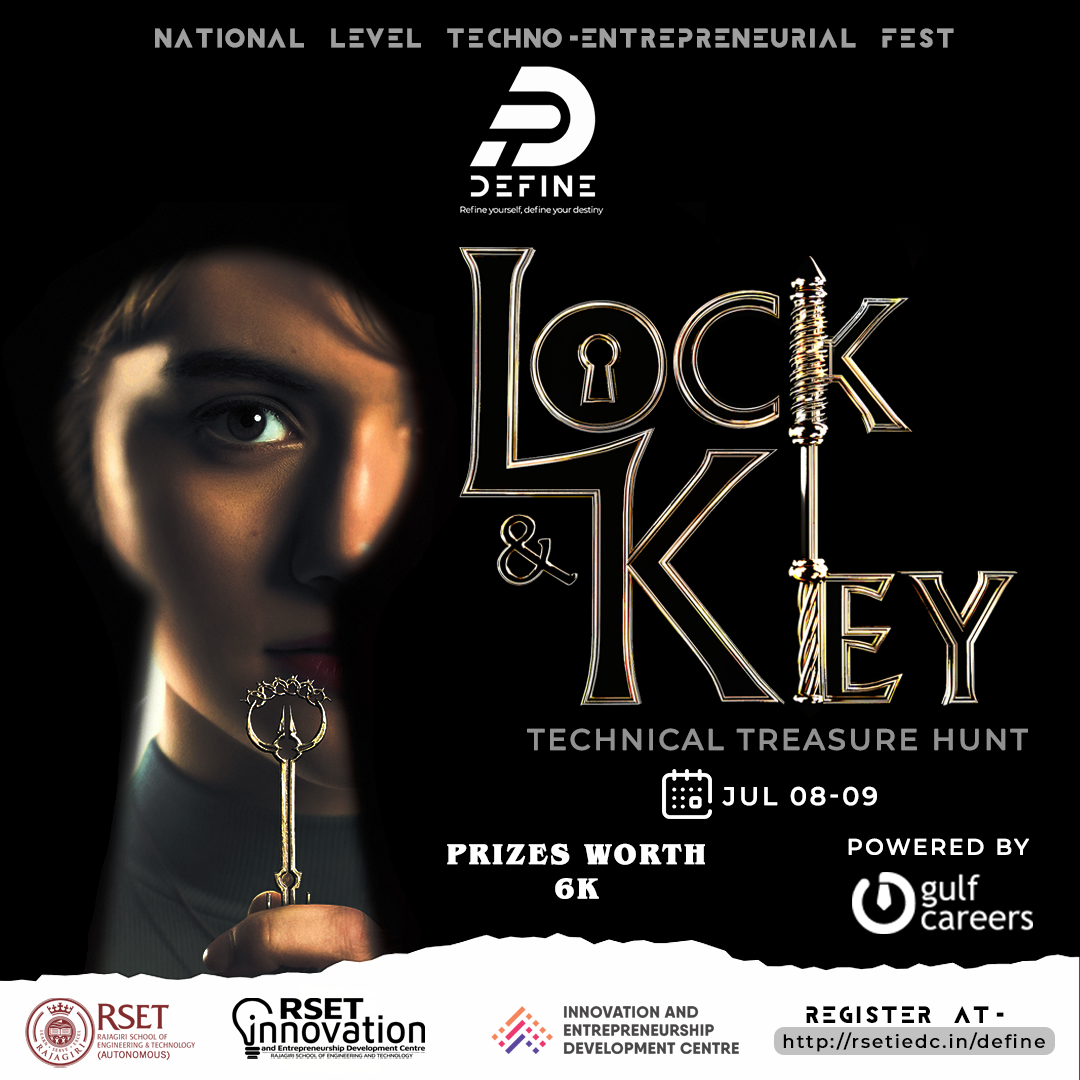 NATIONAL LEVEL TECHNO-ENTREPRENEURIAL FEST
DEFINE
Refine yourself, define your destiny
LOCK
& KEY
TECHNICAL TREASURE HUNT
JUL 08-09
PRIZES WORTH
6K
POWERED BY
gulf
careers
RSET
RAJAGIRI SCHOOL OF
ENGINEERING & TECHNOLOGY
(AUTONOMOUS)
RAJAGIRI
RSET
innovation
and Entrepreneurship Development Centre
RAJAGIRI SCHOOL OF ENGINEERING AND TECHNOLOGY
INNOVATION AND
ENTREPRENEURSHIP
DEVELOPMENT CENTRE
REGISTER AT-
http://rsetiedc.in/define